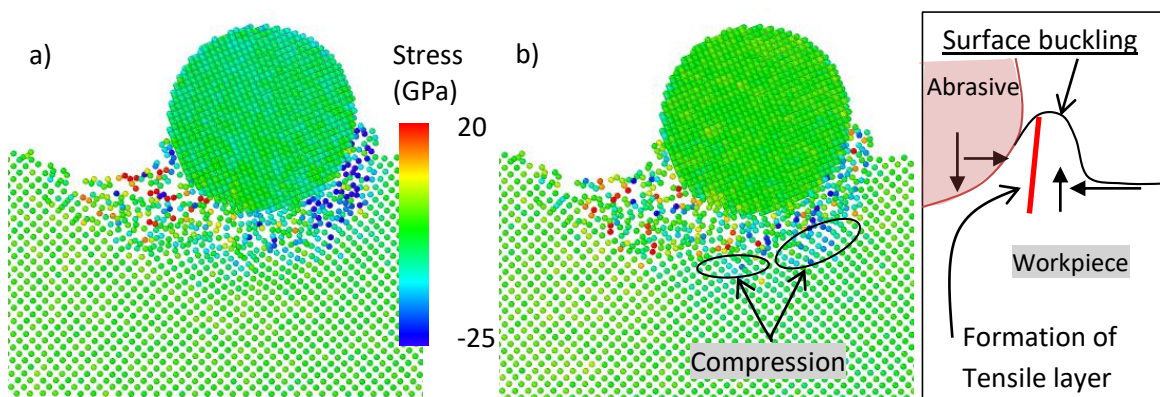 a)
Stress
(GPa)
20
-25
b)
Compression
Surface buckling
Abrasive
Workpiece
Formation of
Tensile layer